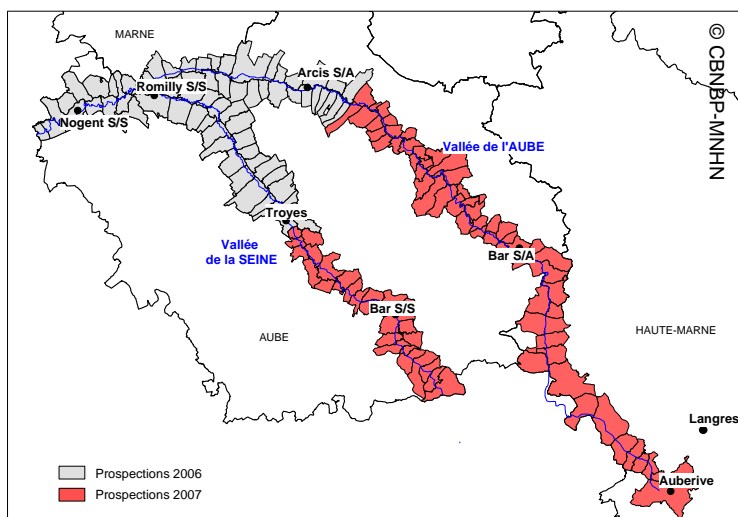 MARNE
© CBNBP-MNHN
Arcis S/A
Romilly S/S
Nogent S/S
Vallée de l'AUBE
Troyes
Vallée
de la SEINE
Bar S/A
Bar S/S
AUBE
HAUTE-MARNE
Langres
Prospections 2006
Auberive
Prospections 2007